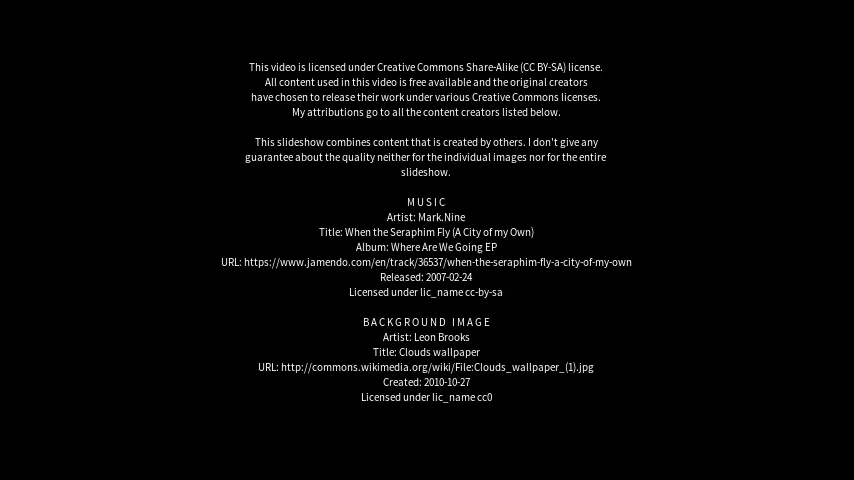 This video is licensed under Creative Commons Share-Alike (CC BY-SA) license.
All content used in this video is free available and the original creators
have chosen to release their work under various Creative Commons licenses.
My attributions go to all the content creators listed below.
This slideshow combines content that is created by others. I don't give any
guarantee about the quality neither for the individual images nor for the entire
slideshow.
MUSIC
Artist: Mark.Nine
Title: When the Seraphim Fly (A City of my Own)
Album: Where Are We Going EP
URL: https://www.jamendo.com/en/track/36537/when-the-seraphim-fly-a-city-of-my-own
Released: 2007-02-24
Licensed under lic_name cc-by-sa
BACKGROUND IMAGE
Artist: Leon Brooks
Title: Clouds wallpaper
URL: http://commons.wikimedia.org/wiki/File:Clouds_wallpaper_(1).jpg
Created: 2010-10-27
Licensed under lic_name cc0